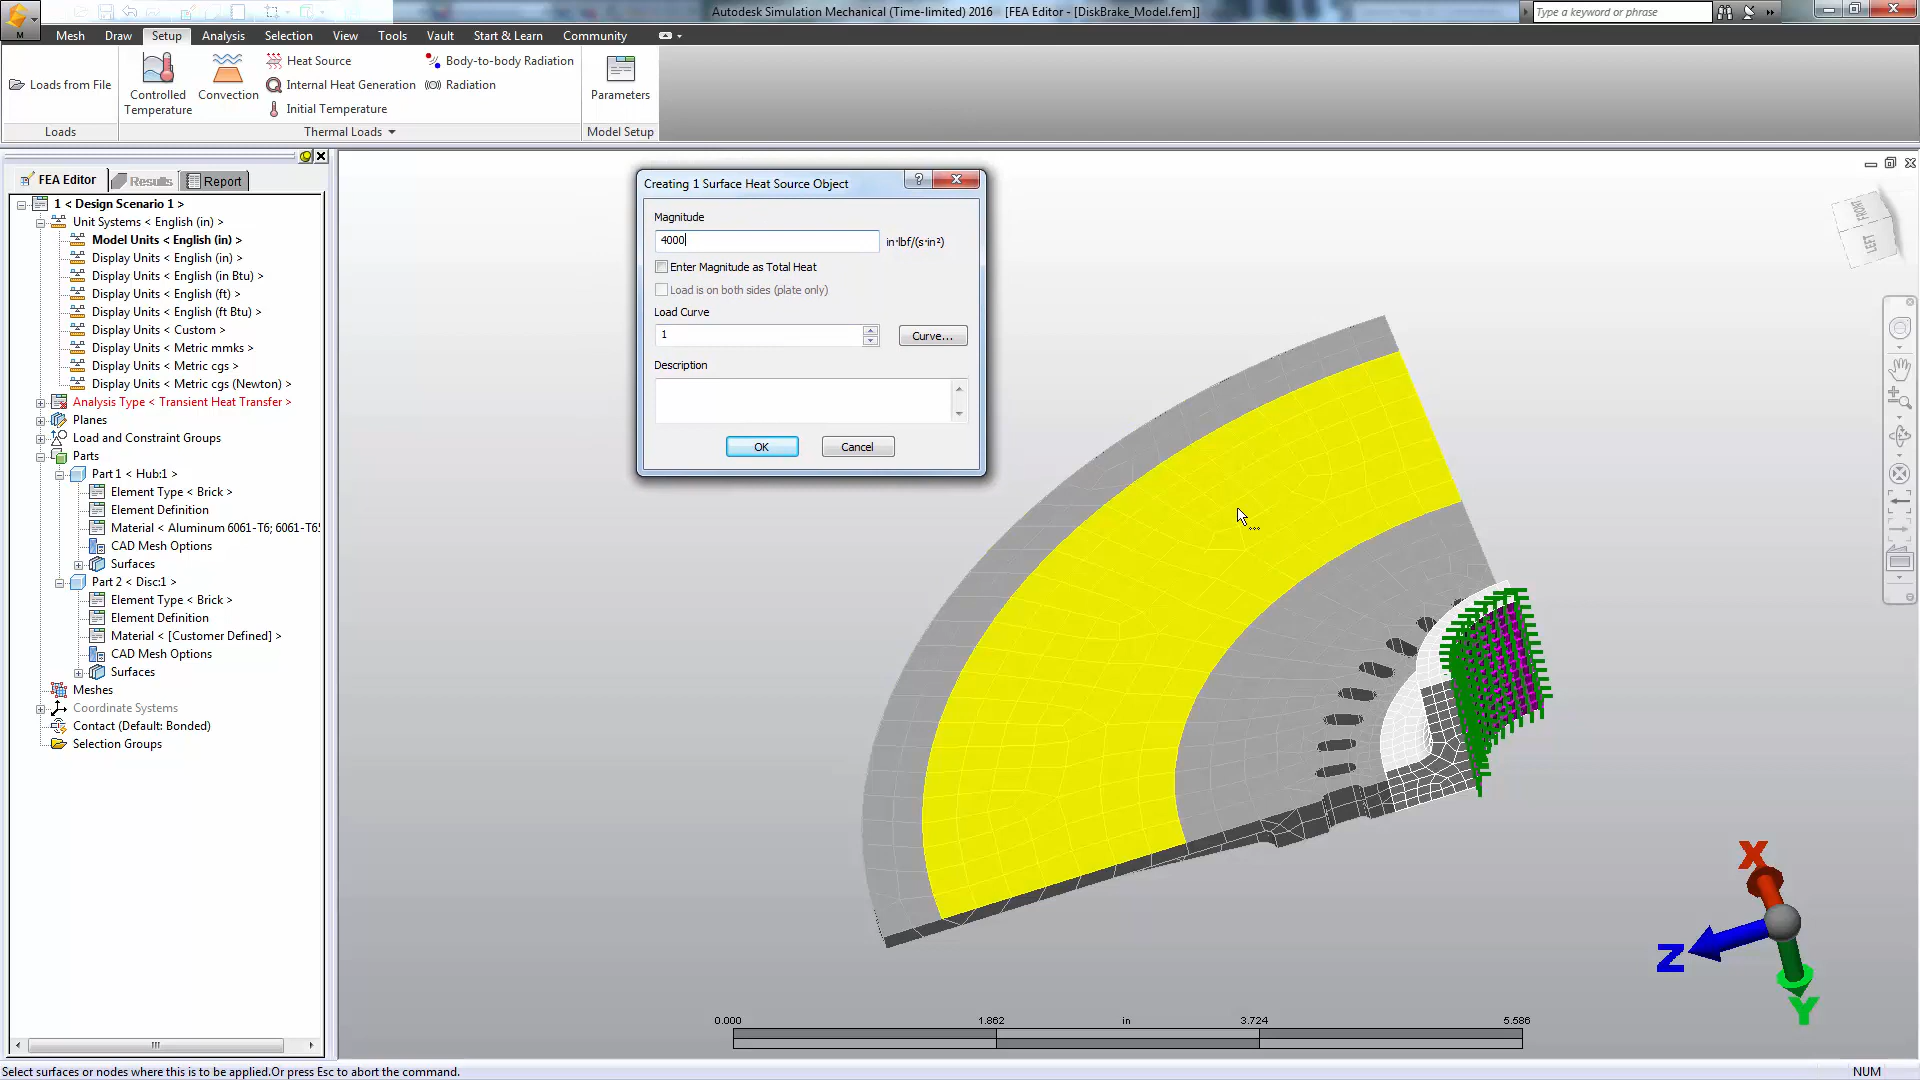 Autodesk Simulation Mechanical (Time-limited) 2016    [FEA Editor - [DiskBrake_Model.fem]]
Type a keyword or phrase
M
Mesh Draw Setup Analysis Selection View Tools Vault Start & Learn Community
Loads from File
Controlled Temperature
Convection
Heat Source
Internal Heat Generation
Initial Temperature
Body-to-body Radiation
Radiation
Parameters
Loads
Thermal Loads
Model Setup
FEA Editor Results Report
1 < Design Scenario 1 >
Unit Systems < English (in) >
Model Units < English (in) >
Display Units < English (in) >
Display Units < English (in Btu) >
Display Units < English (ft) >
Display Units < English (ft Btu) >
Display Units < Custom >
Display Units < Metric mmks >
Display Units < Metric cgs >
Display Units < Metric cgs (Newton) >
Analysis Type < Transient Heat Transfer >
Planes
Load and Constraint Groups
Parts
Part 1 < Hub:1 >
Element Type < Brick >
Element Definition
Material < Aluminum 6061-T6; 6061-T6
CAD Mesh Options
Surfaces
Part 2 < Disc:1 >
Element Type < Brick >
Element Definition
Material < [Customer Defined] >
CAD Mesh Options
Surfaces
Meshes
Coordinate Systems
Contact (Default: Bonded)
Selection Groups
Creating 1 Surface Heat Source Object
Magnitude
4000 in·lbf/(s·in²)
Enter Magnitude as Total Heat
Load is on both sides (plate only)
Load Curve
1 Curve...
Description
OK Cancel
FRONT
LEFT
X
Z
Y
0.000 1.862 in 3.724 5.586
Select surfaces or nodes where this is to be applied.Or press Esc to abort the command.
NUM